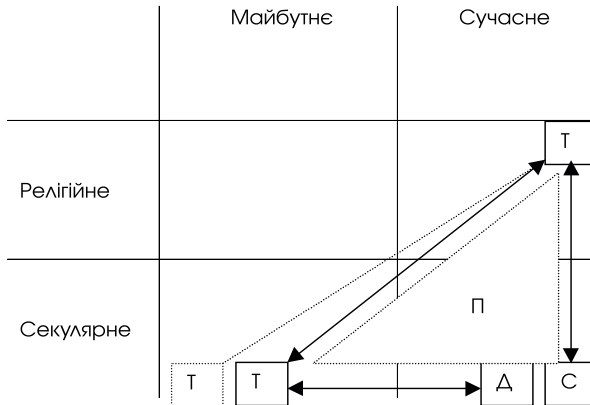 Майбутнє Сучасне
Т
Релігійне
П
Секулярне
Т Т Д С